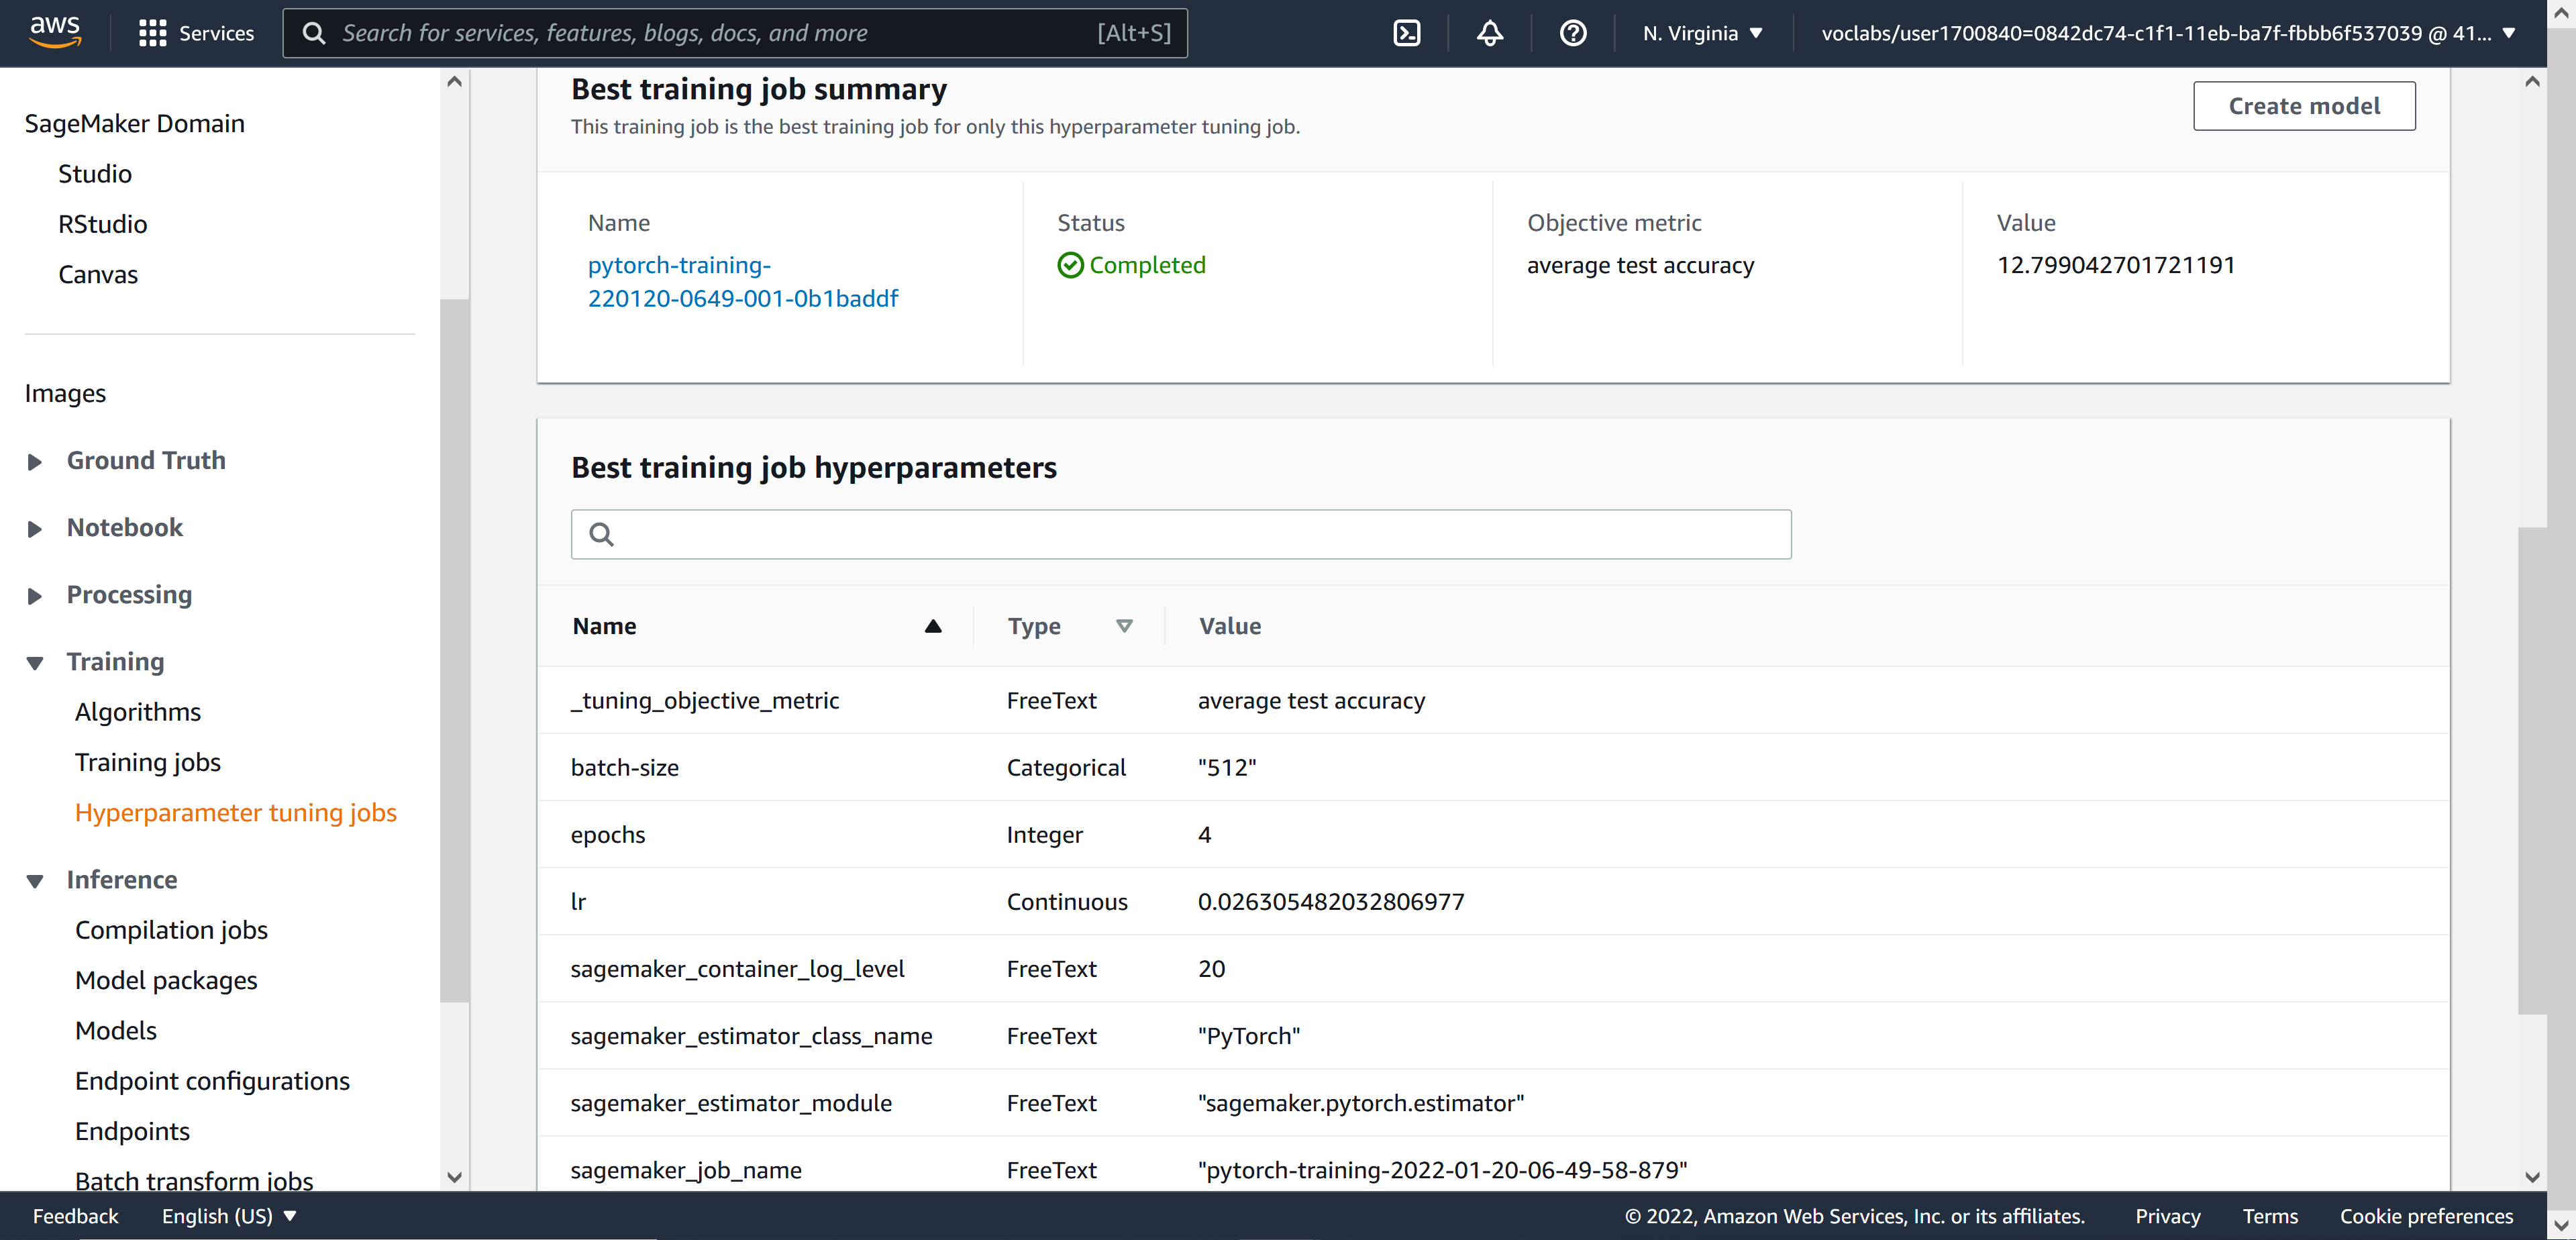 aws
Services
Search for services, features, blogs, docs, and more [Alt+S]
N. Virginia
voclabs/user1700840=0842dc74-c1f1-11eb-ba7f-fbbb6f537039 @ 41...
SageMaker Domain
Studio
RStudio
Canvas
Images
Ground Truth
Notebook
Processing
Training
Algorithms
Training jobs
Hyperparameter tuning jobs
Inference
Compilation jobs
Model packages
Models
Endpoint configurations
Endpoints
Batch transform jobs
Best training job summary
This training job is the best training job for only this hyperparameter tuning job.
Create model
Name
pytorch-training-
220120-0649-001-0b1baddf
Status
Completed
Objective metric
average test accuracy
Value
12.799042701721191
Best training job hyperparameters
Name Type Value
_tuning_objective_metric FreeText average test accuracy
batch-size Categorical "512"
epochs Integer 4
lr Continuous 0.026305482032806977
sagemaker_container_log_level FreeText 20
sagemaker_estimator_class_name FreeText "PyTorch"
sagemaker_estimator_module FreeText "sagemaker.pytorch.estimator"
sagemaker_job_name FreeText "pytorch-training-2022-01-20-06-49-58-879"
Feedback English (US) © 2022, Amazon Web Services, Inc. or its affiliates. Privacy Terms Cookie preferences